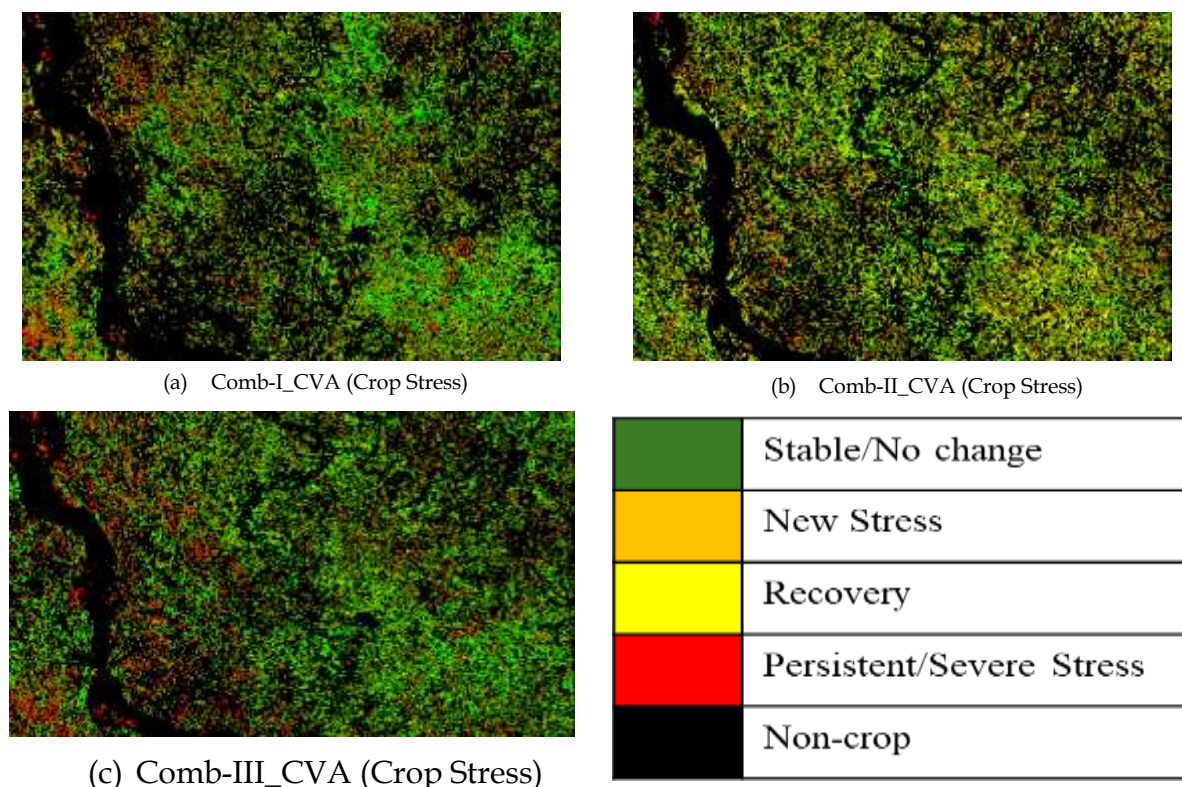 (a) Comb-I_CVA (Crop Stress)
(b) Comb-II_CVA (Crop Stress)
Stable/No change
New Stress
Recovery
Persistent/Severe Stress
Non-crop
(c) Comb-III_CVA (Crop Stress)